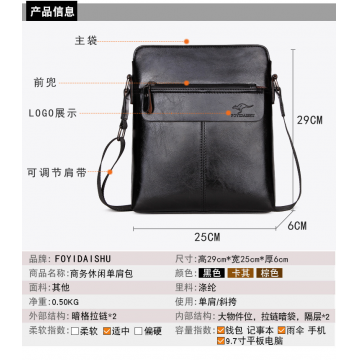 产品信息
主袋
前兜
LOGO展示
可调节肩带
FOYIDAISHU
29CM
6CM
25CM
品牌: FOYIDAISHU
尺寸:高29cm*宽25cm*厚6cm
商品名称:商务休闲单肩包
颜色: 黑色 卡其 棕色
面料:其他
里料:涤纶
净重:0.50KG
使用:单肩/斜挎
外部结构:暗格拉链*2
内部结构: 大物件位, 拉链暗袋, 隔层*2
柔软指数:□柔软 ☑适中 □偏硬
容量指数:☑钱包 记事本 ☑雨伞 手机
☑9.7寸平板电脑